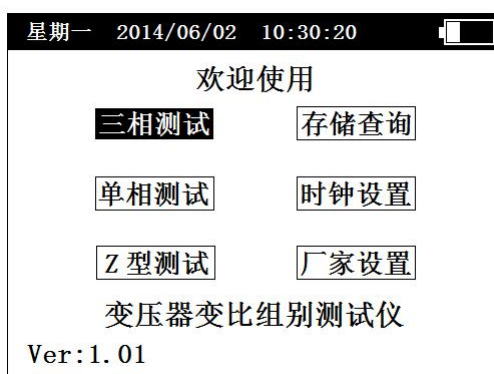 星期一 2014/06/02 10:30:20
欢迎使用
三相测试 存储查询
单相测试 时钟设置
Z 型测试 厂家设置
变压器变比组别测试仪
Ver:1.01